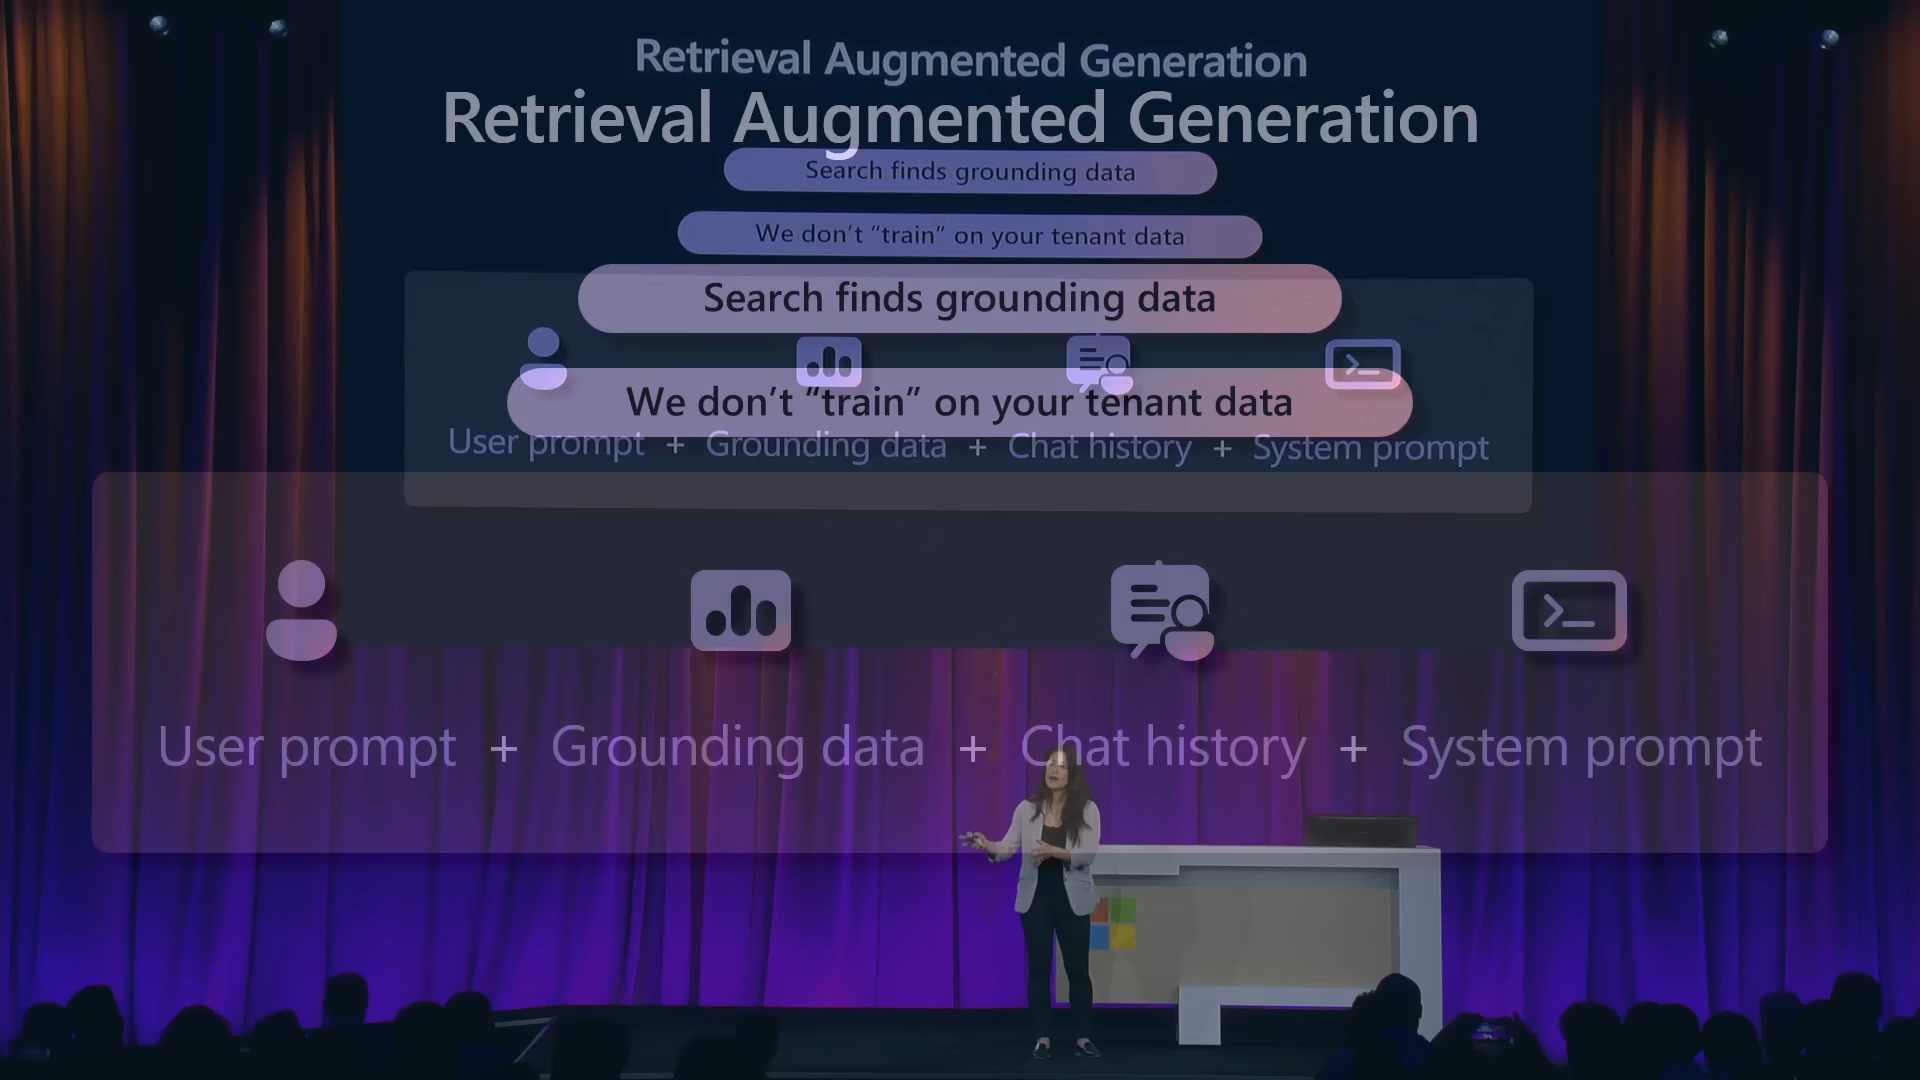 Retrieval Augmented Generation
Retrieval Augmented Generation
Search finds grounding data
We don't “train” on your tenant data
Search finds grounding data
We don't “train” on your tenant data
User prompt + Grounding data + Chat history + System prompt
User prompt + Grounding data + Chat history + System prompt